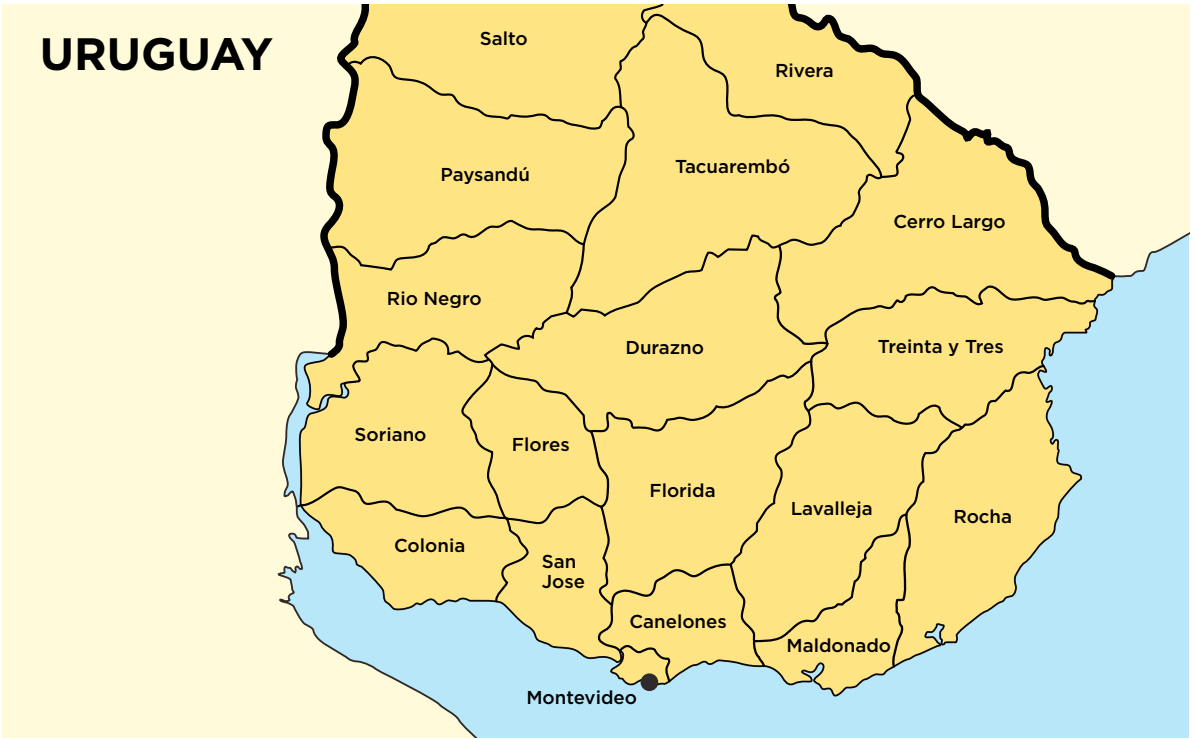 URUGUAY
Salto
Rivera
Paysandú
Tacuarembó
Cerro Largo
Rio Negro
Durazno
Treinta y Tres
Soriano
Flores
Florida
Lavalleja
Rocha
Colonia
San
Jose
Canelones
Maldonado
Montevideo